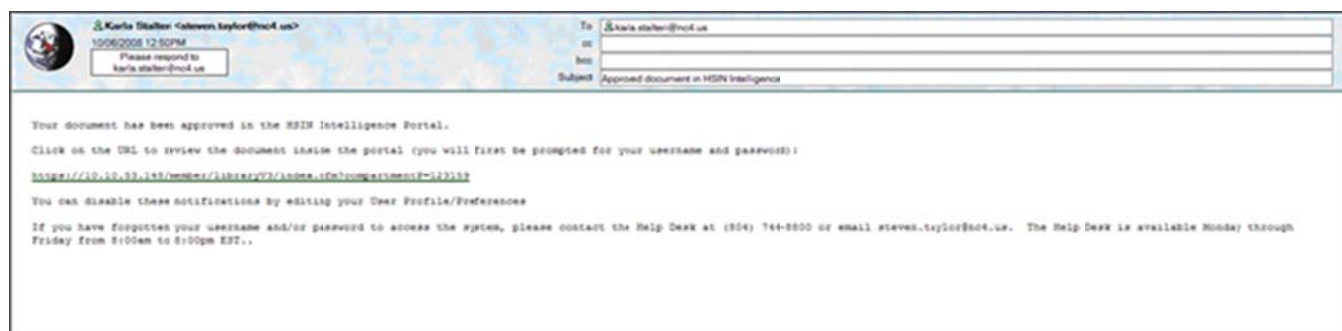 Karla Stalteri <steven.taylor@nc4.us>
10/06/2008 12:50PM
Please respond to
karla.stalteri@nc4.us
To karla.stalteri@nc4.us
cc
bcc
Subject Approved document in HSIN Intelligence
Your document has been approved in the HSIN Intelligence Portal.
Click on the URL to review the document inside the portal (you will first be prompted for your username and password):
https://10.10.53.148/member/libraryV3/index.cfm?compartmentP=123159
You can disable these notifications by editing your User Profile/Preferences
If you have forgotten your username and/or password to access the system, please contact the Help Desk at (804) 744-8800 or email steven.taylor@nc4.us. The Help Desk is available Monday through
Friday from 8:00am to 8:00pm EST..